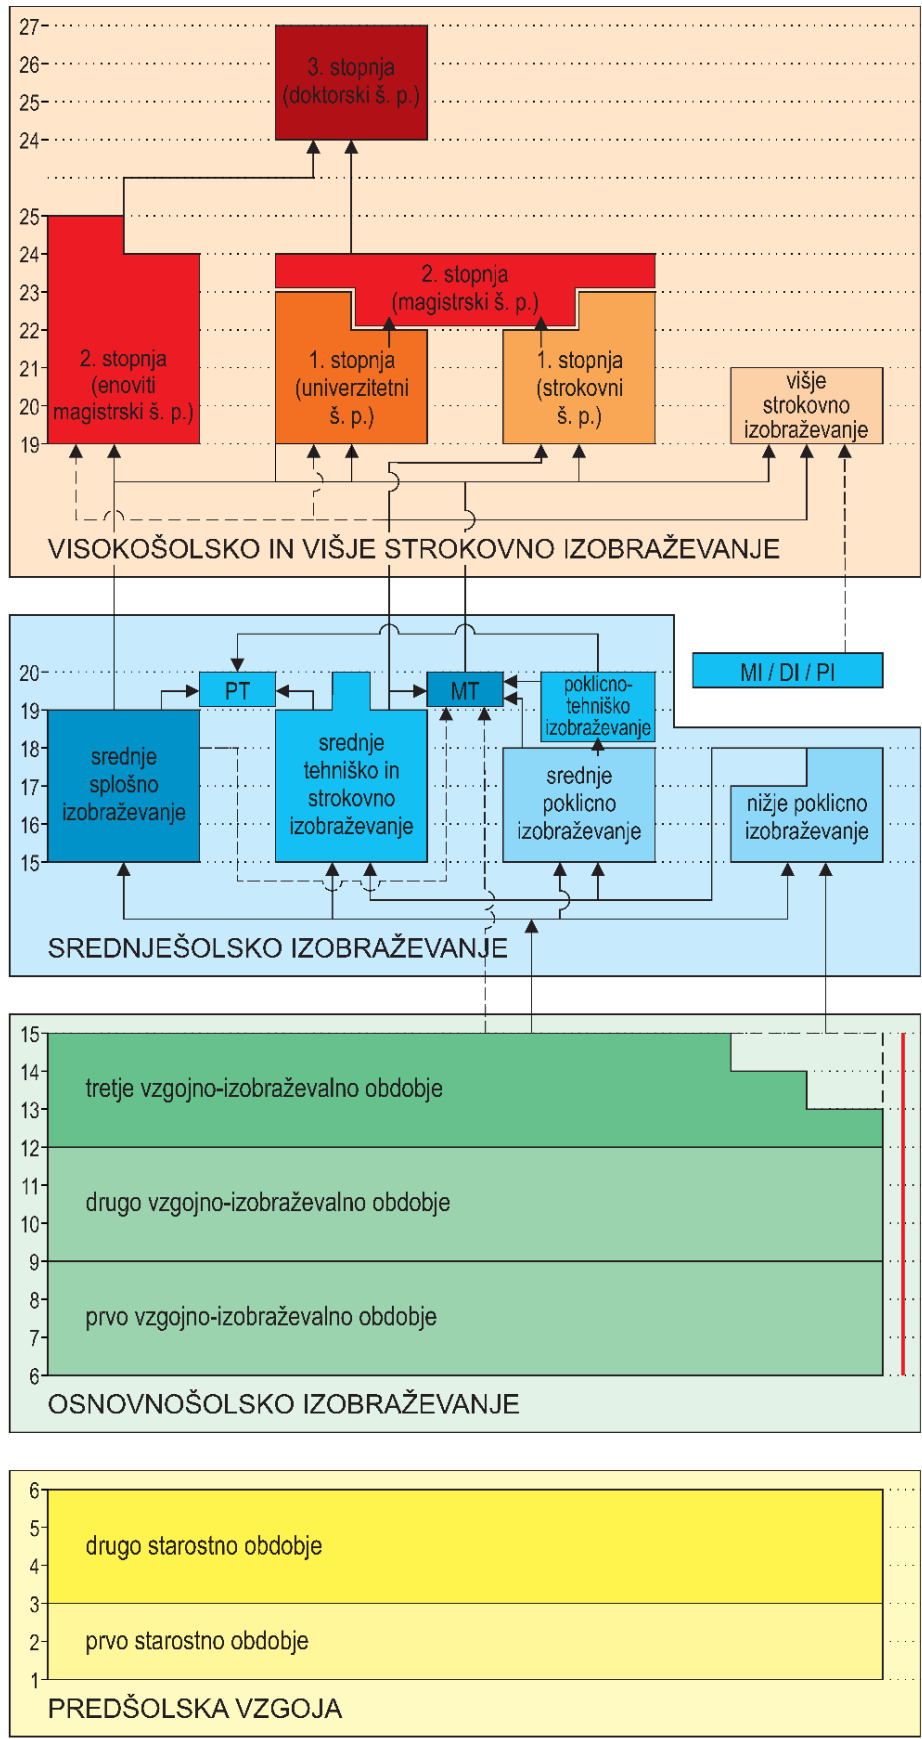 27
26
25
24
3. stopnja
(doktorski š. p.)
25
24
23
22
21
20
19
2. stopnja
(magistrski š. p.)
2. stopnja
(enoviti
magistrski š. p.)
1. stopnja
(univerzitetni
š. p.)
1. stopnja
(strokovni
š. p.)
višje
strokovno
izobraževanje
VISOKOŠOLSKO IN VIŠJE STROKOVNO IZOBRAŽEVANJE
20
19
18
17
16
15
PT
MT
poklicno-
tehniško
izobraževanje
MI / DI / PI
srednje
splošno
izobraževanje
srednje
tehniško in
strokovno
izobraževanje
srednje
poklicno
izobraževanje
nižje poklicno
izobraževanje
SREDNJEŠOLSKO IZOBRAŽEVANJE
15
14
13
12
11
10
9
8
7
6
tretje vzgojno-izobraževalno obdobje
drugo vzgojno-izobraževalno obdobje
prvo vzgojno-izobraževalno obdobje
OSNOVNOŠOLSKO IZOBRAŽEVANJE
6
5
4
3
2
1
drugo starostno obdobje
prvo starostno obdobje
PREDŠOLSKA VZGOJA